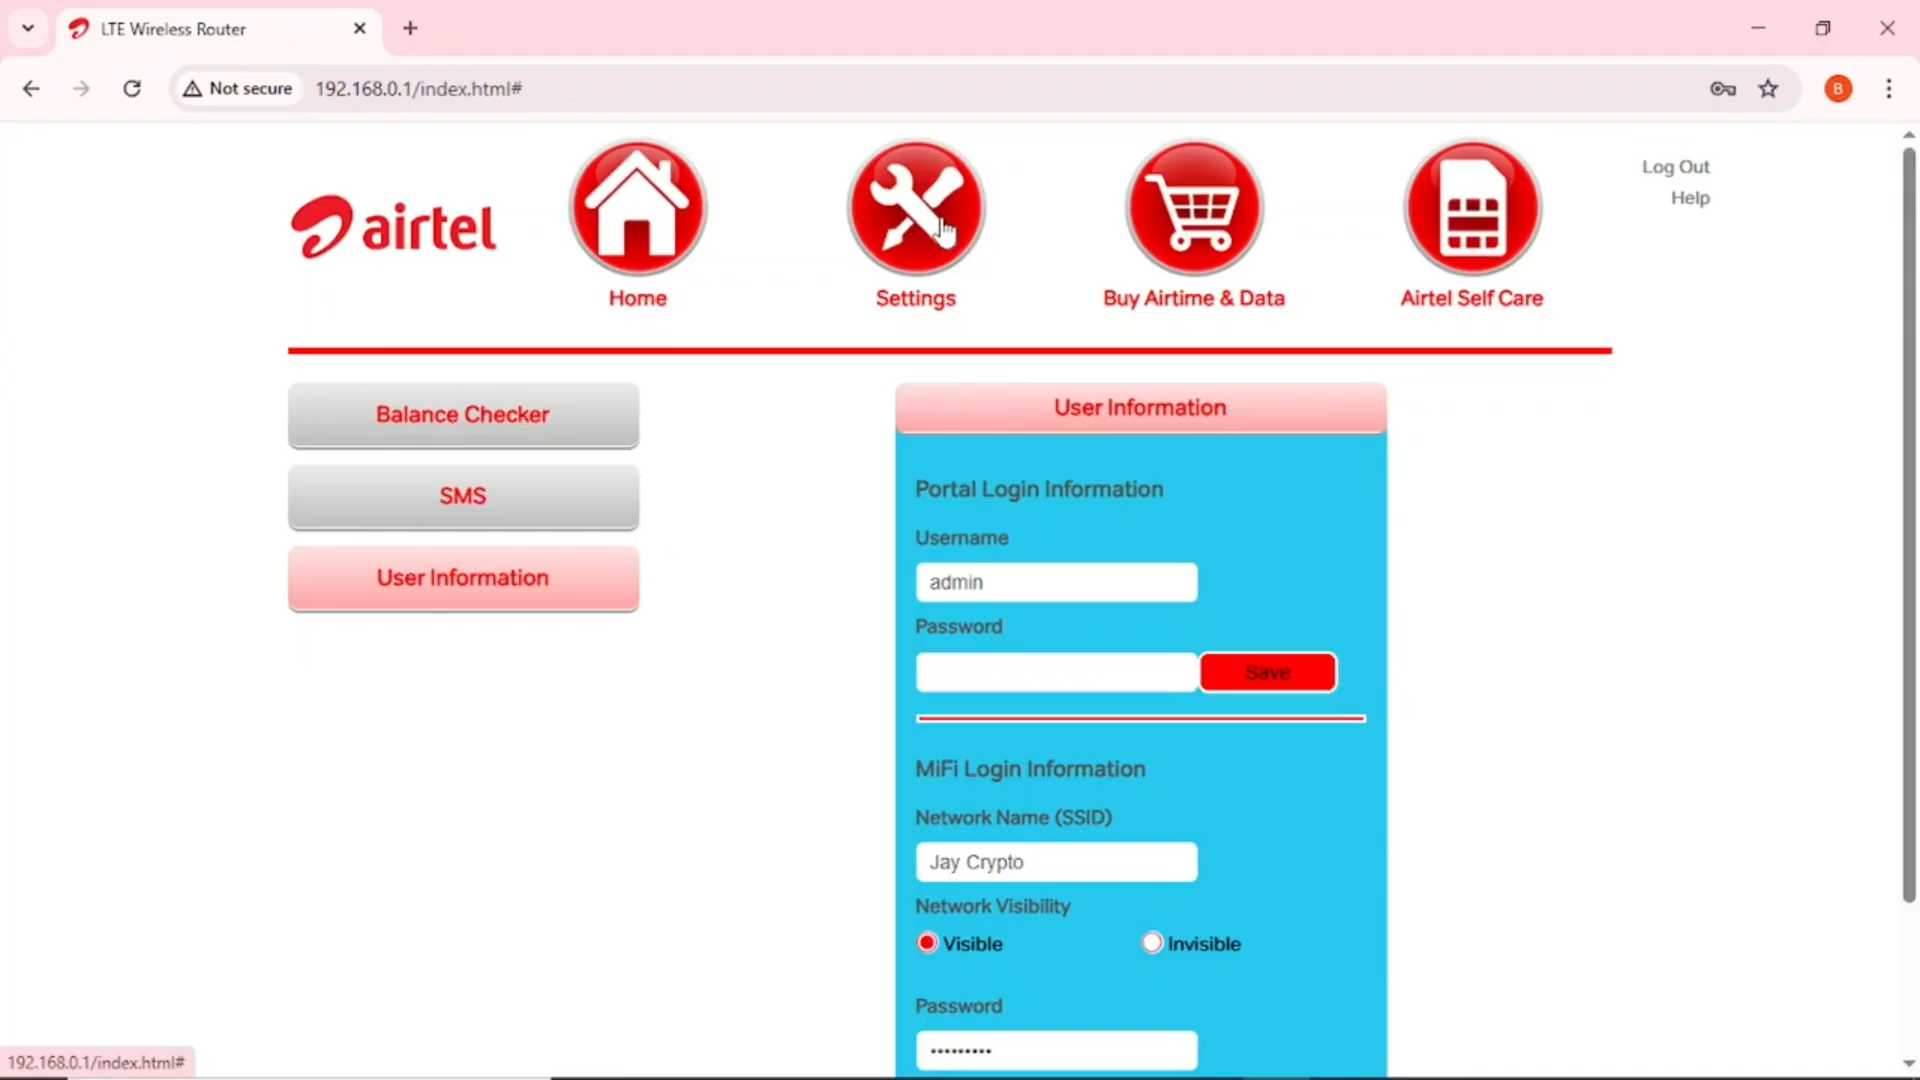 LTE Wireless Router
Not secure
192.168.0.1/index.html#
B
airtel
Home
Settings
Buy Airtime & Data
Airtel Self Care
Log Out
Help
Balance Checker
SMS
User Information
User Information
Portal Login Information
Username
admin
Password
Save
MiFi Login Information
Network Name (SSID)
Jay Crypto
Network Visibility
Visible
Invisible
Password
•••••••••
192.168.0.1/index.html#